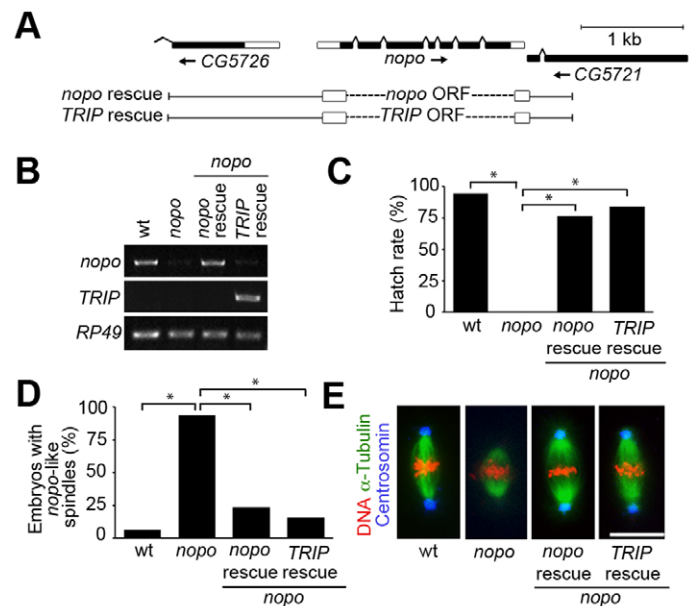 A
CG5726
nopo
1 kb
CG5721
nopo rescue
nopo ORF
TRIP rescue
TRIP ORF
B
nopo
wt
nopo
nopo rescue
TRIP rescue
nopo
TRIP
RP49
C
Hatch rate (%)
100
75
50
25
0
*
*
*
wt
nopo
nopo rescue
TRIP rescue
nopo
D
Embryos with
nopo-like
spindles (%)
100
75
50
25
0
*
*
*
wt
nopo
nopo rescue
TRIP rescue
nopo
E
DNA α-Tubulin
Centrosomin
wt
nopo
nopo rescue
TRIP rescue
nopo